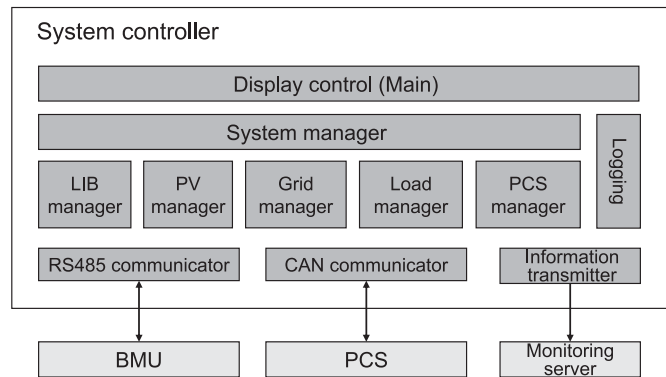 System controller
Display control (Main)
System manager
Logging
LIB
manager
PV
manager
Grid
manager
Load
manager
PCS
manager
RS485 communicator
CAN communicator
Information
transmitter
BMU
PCS
Monitoring
server